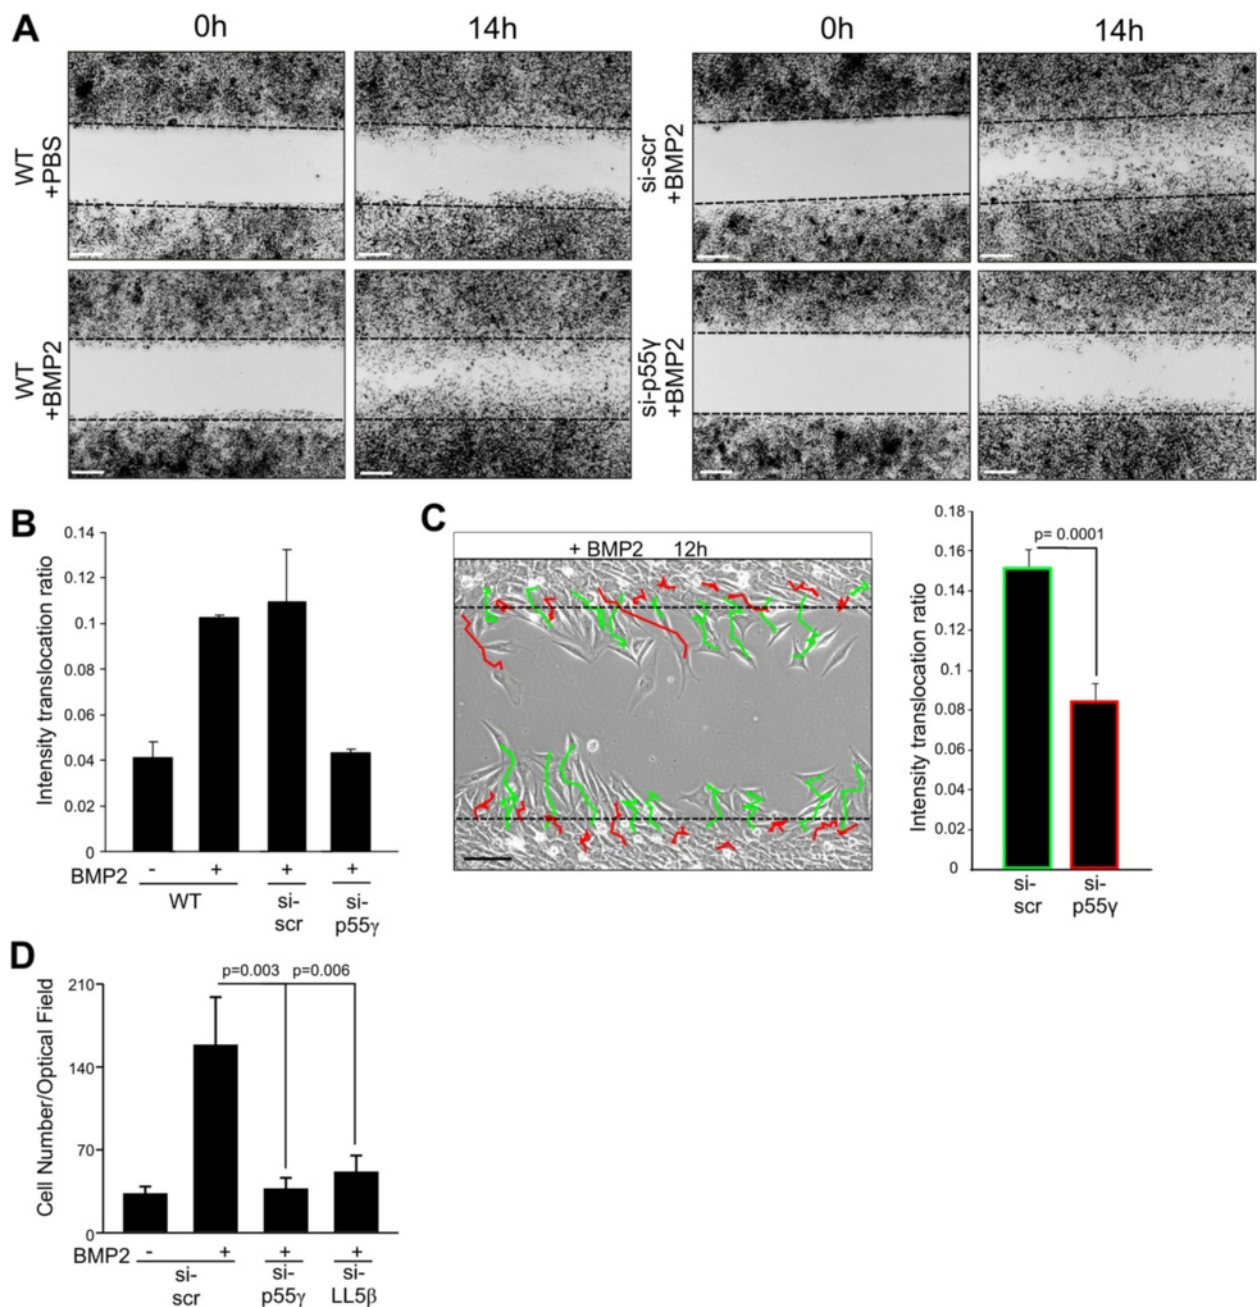 A
0h
14h
0h
14h
WT
+PBS
si-scr
+BMP2
WT
+BMP2
si-p55γ
+BMP2
B
Intensity translocation ratio
0.14
0.12
0.1
0.08
0.06
0.04
0.02
0
BMP2
- + + +
WT
si-
scr
si-
p55γ
C
+ BMP2 12h
Intensity translocation ratio
0.18
0.16
0.14
0.12
0.1
0.08
0.06
0.04
0.02
0
p= 0.0001
si-
scr
si-
p55γ
D
Cell Number/Optical Field
210
140
70
0
p=0.003 p=0.006
BMP2
- + + +
si-
scr
si-
p55γ
si-
LL5β